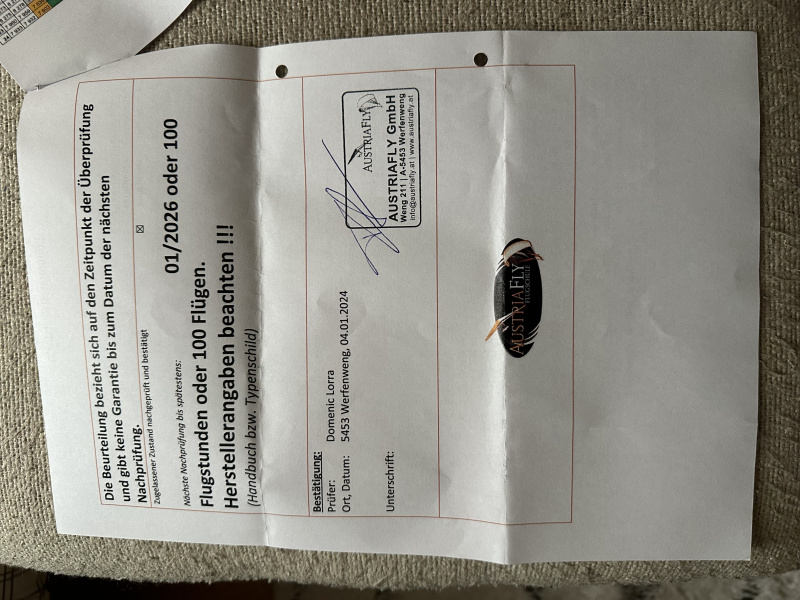 Die Beurteilung bezieht sich auf den Zeitpunkt der Überprüfung
und gibt keine Garantie bis zum Datum der nächsten
Nachprüfung.
Zugelassener Zustand nachgeprüft und bestätigt ☒
Nächste Nachprüfung bis spätestens: 01/2026 oder 100
Flugstunden oder 100 Flügen.
Herstellerangaben beachten !!!
(Handbuch bzw. Typenschild)
Bestätigung:
Prüfer: Domenic Lorra
Ort, Datum: 5453 Werfenweng, 04.01.2024
Unterschrift:
AUSTRIAFLY
AUSTRIAFLY GmbH
Weng 211 | A-5453 Werfenweng
info@austriafly.at | www.austriafly.at
AUSTRIAFLY
FLUGSCHULE